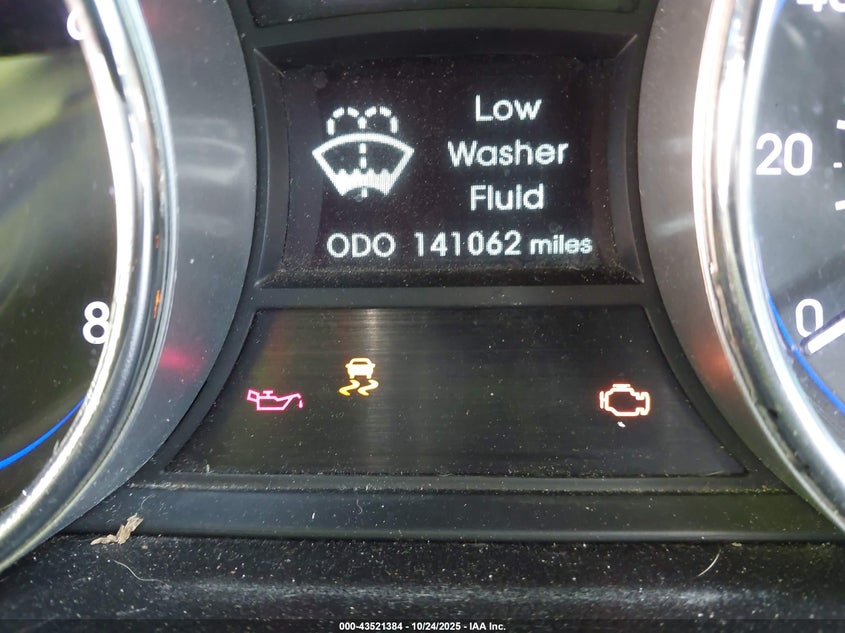 Low
Washer
Fluid
ODO 141062 miles
20
8
0
000-43521384 - 10/24/2025 - IAA Inc.